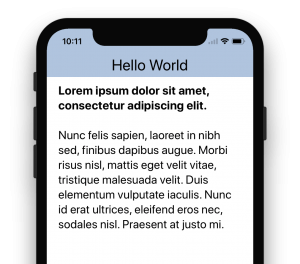 10:11
Hello World
Lorem ipsum dolor sit amet,
consectetur adipiscing elit.
Nunc felis sapien, laoreet in nibh
sed, finibus dapibus augue. Morbi
risus nisl, mattis eget velit vitae,
tristique malesuada velit. Duis
elementum vulputate iaculis. Nunc
id erat ultrices, eleifend eros nec,
sodales nisl. Praesent at justo mi.